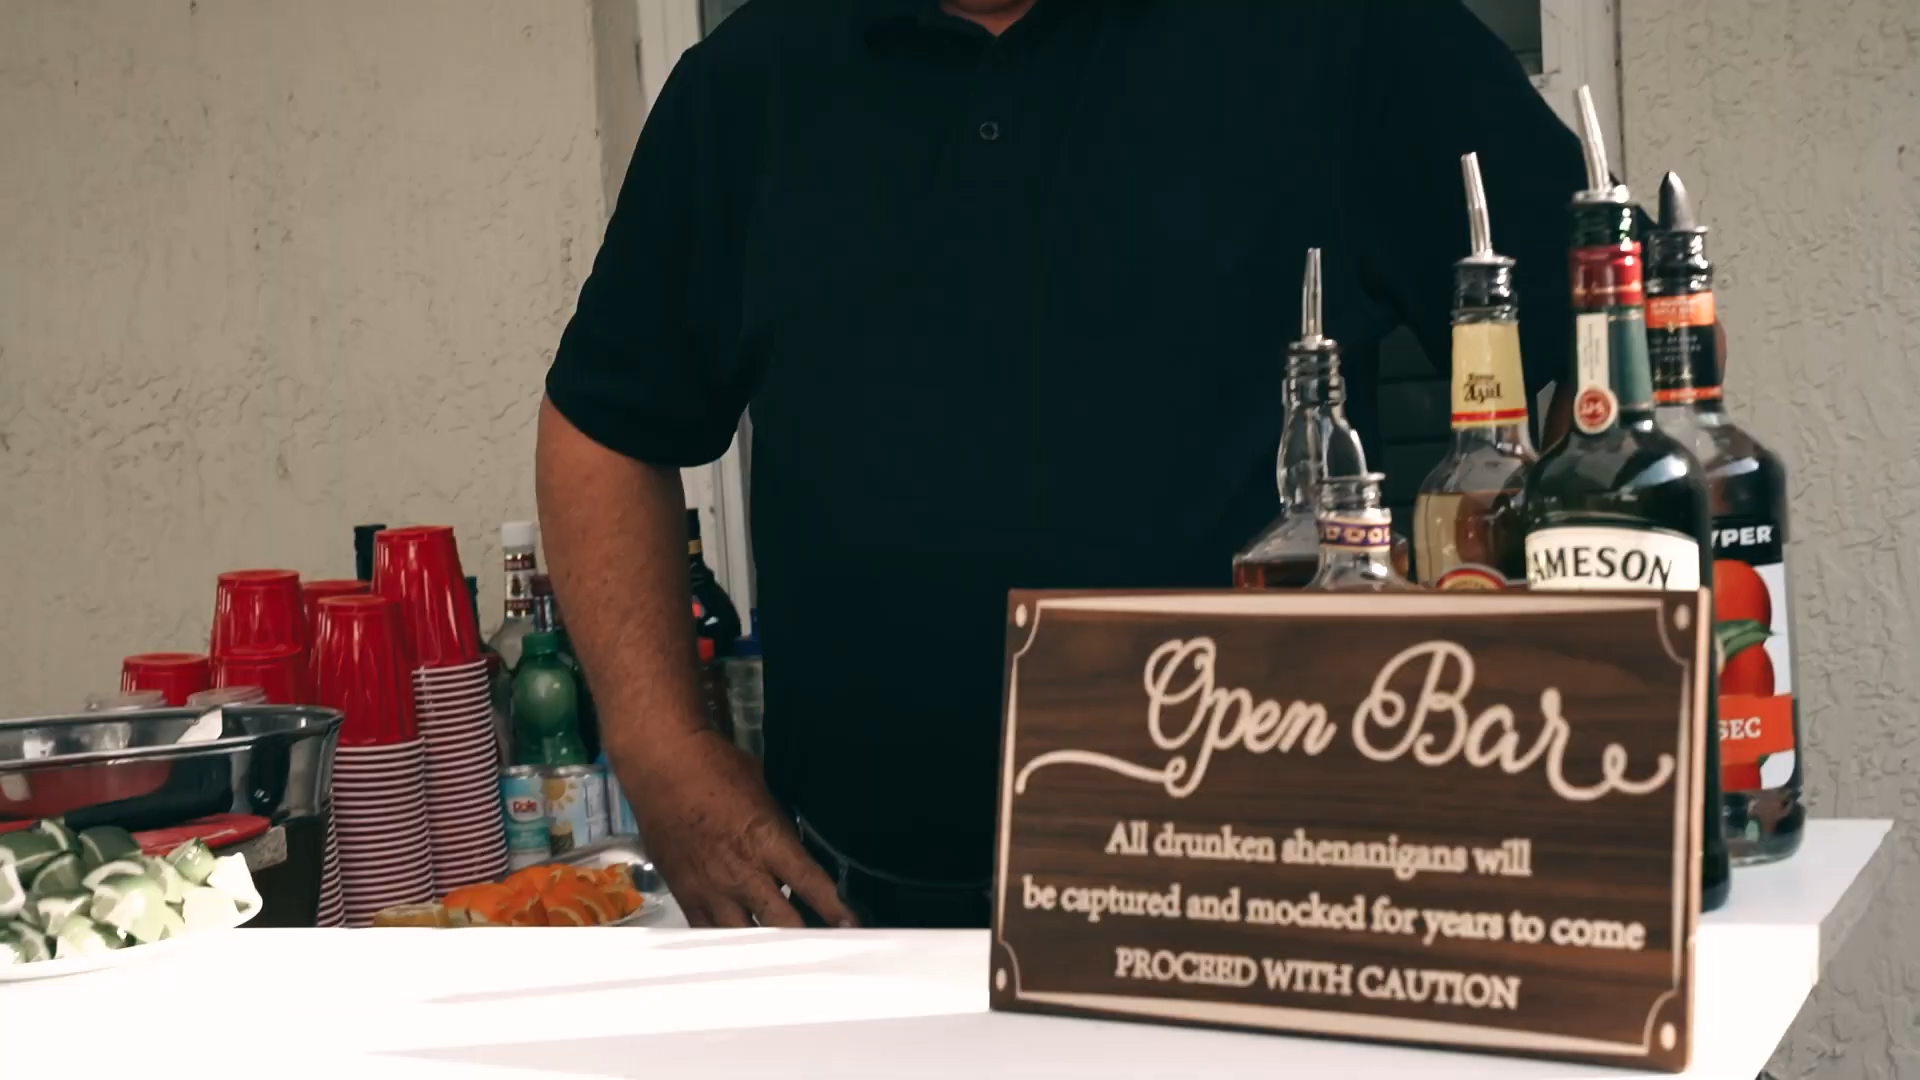 Azul
JAMESON
YPER
SEC
Dole
Open Bar
All drunken shenanigans will
be captured and mocked for years to come
PROCEED WITH CAUTION